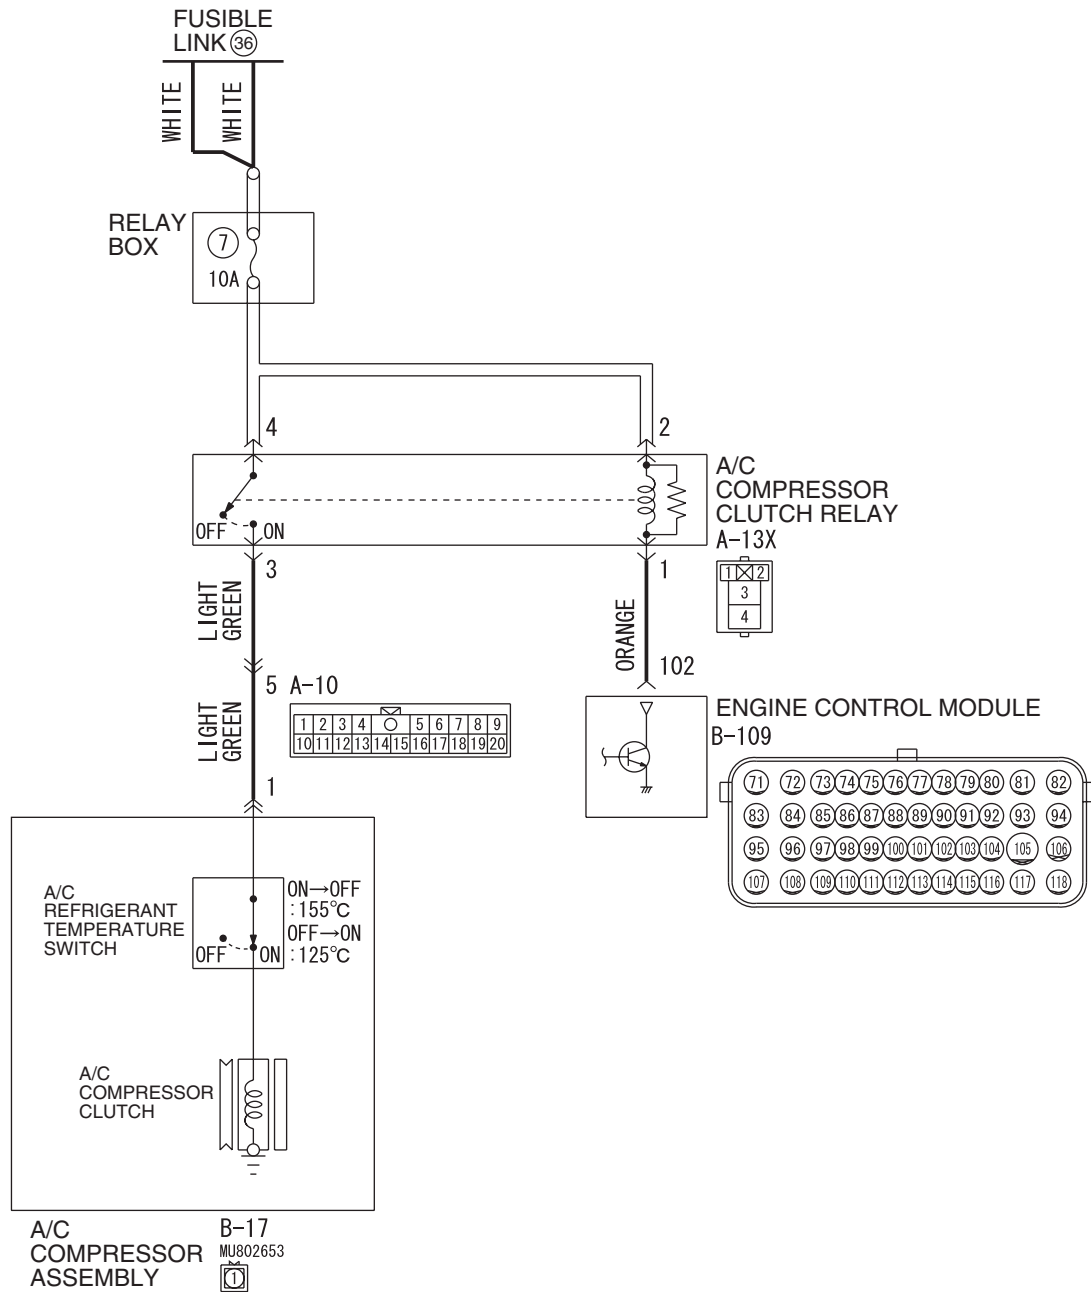 FUSIBLE
LINK 36
WHITE
WHITE
RELAY
BOX
7
10A
4
2
OFF
ON
A/C
COMPRESSOR
CLUTCH RELAY
A-13X
1 2
3
4
3
1
LIGHT
GREEN
ORANGE
102
5
A-10
1 2 3 4 5 6 7 8 9
10 11 12 13 14 15 16 17 18 19 20
LIGHT
GREEN
1
ENGINE CONTROL MODULE
B-109
71 72 73 74 75 76 77 78 79 80 81 82
83 84 85 86 87 88 89 90 91 92 93 94
95 96 97 98 99 100 101 102 103 104 105 106
107 108 109 110 111 112 113 114 115 116 117 118
A/C
REFRIGERANT
TEMPERATURE
SWITCH
OFF
ON
ON→OFF
:155℃
OFF→ON
:125℃
A/C
COMPRESSOR
CLUTCH
A/C
COMPRESSOR
ASSEMBLY
B-17
MU802653
1